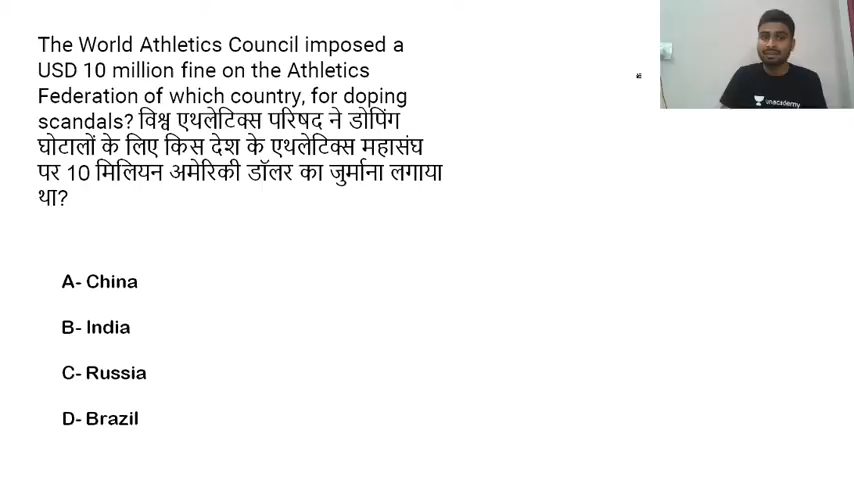 The World Athletics Council imposed a
USD 10 million fine on the Athletics
Federation of which country, for doping
scandals? विश्व एथलेटिक्स परिषद ने डोपिंग
घोटालों के लिए किस देश के एथलेटिक्स महासंघ
पर 10 मिलियन अमेरिकी डॉलर का जुर्माना लगाया
था?
A- China
B- India
C- Russia
D- Brazil
unacademy